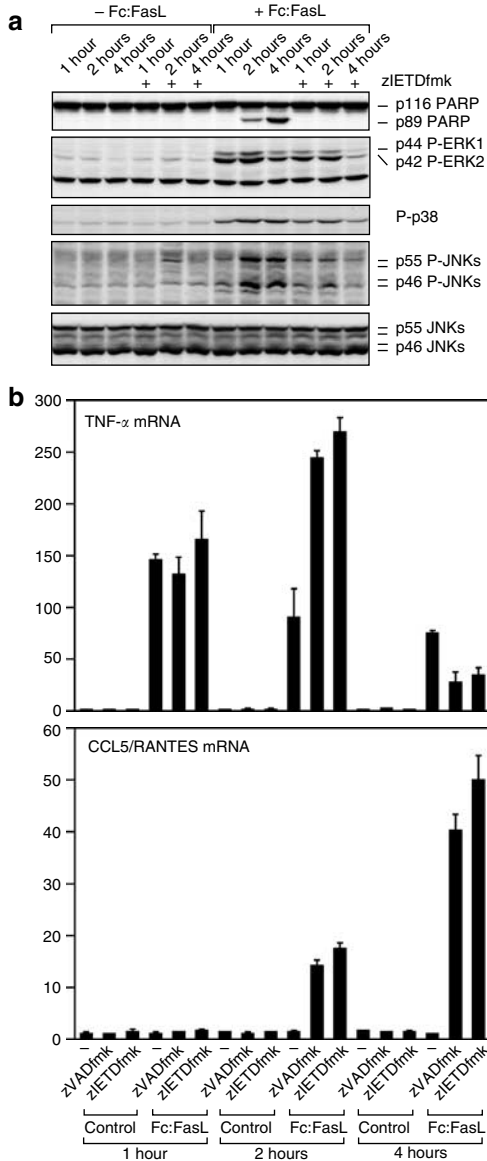 a
– Fc:FasL + Fc:FasL
1 hour 2 hours 4 hours 1 hour 2 hours 4 hours 1 hour 2 hours 4 hours 1 hour 2 hours 4 hours
+ + + + + + zIETDfmk
p116 PARP
p89 PARP
p44 P-ERK1
p42 P-ERK2
P-p38
p55 P-JNKs
p46 P-JNKs
p55 JNKs
p46 JNKs
b
300
TNF-α mRNA
250
200
150
100
50
0
60
CCL5/RANTES mRNA
50
40
30
20
10
0
– zVADfmk zIETDfmk – zVADfmk zIETDfmk – zVADfmk zIETDfmk – zVADfmk zIETDfmk – zVADfmk zIETDfmk – zVADfmk zIETDfmk
Control Fc:FasL Control Fc:FasL Control Fc:FasL
1 hour 2 hours 4 hours